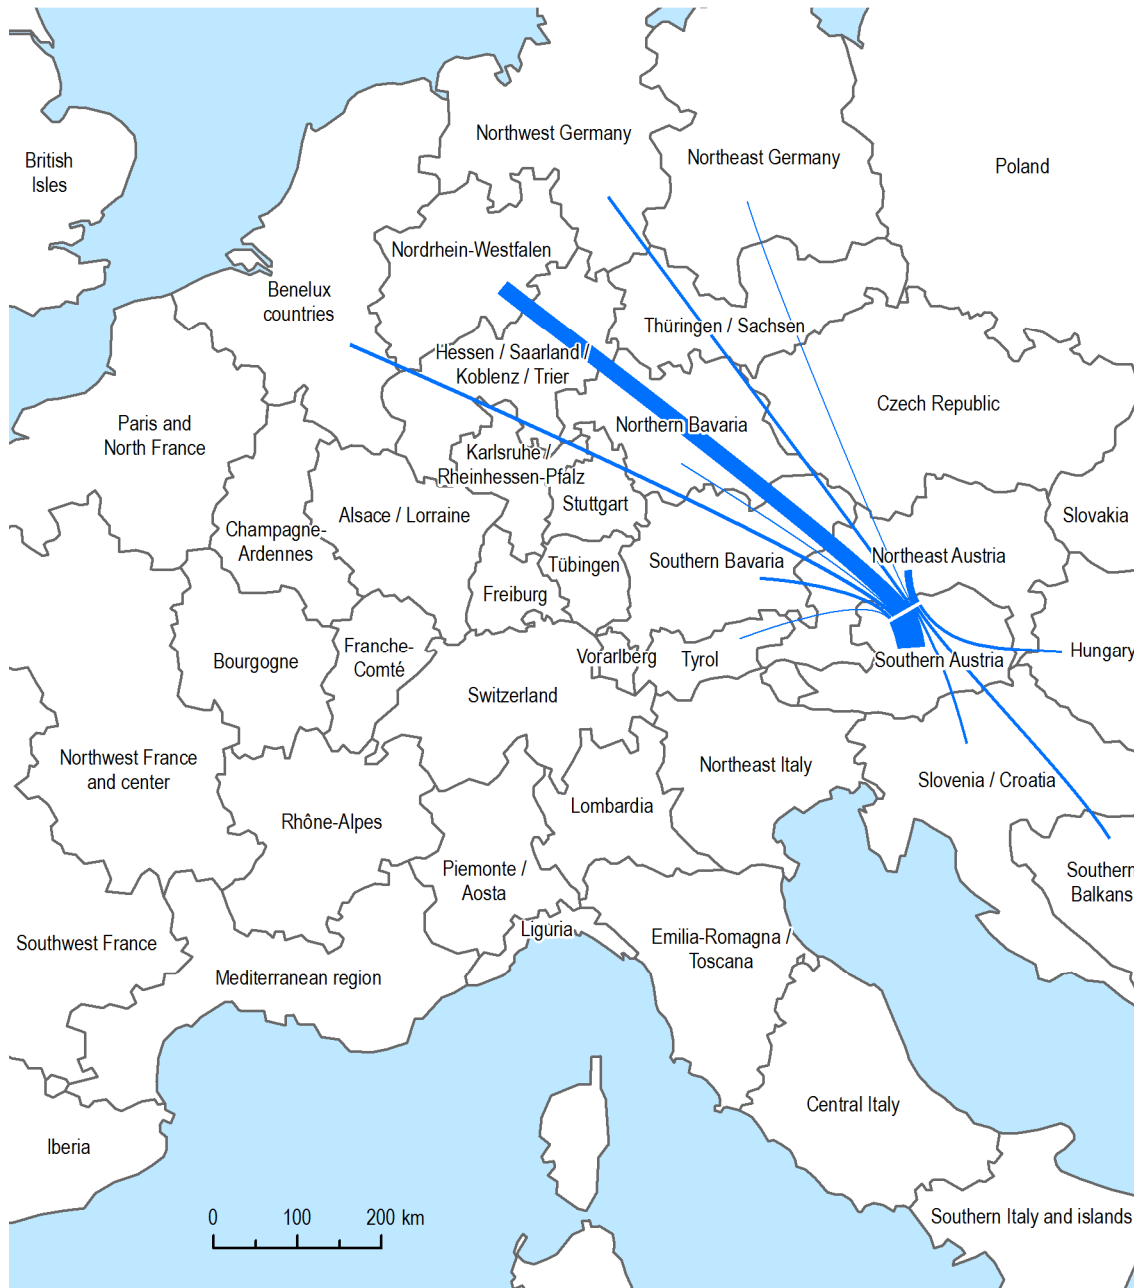 Northwest Germany
Northeast Germany
British
Isles
Poland
Nordrhein-Westfalen
Benelux
countries
Thüringen / Sachsen
Hessen / Saarland /
Koblenz / Trier
Czech Republic
Paris and
North France
Northern Bavaria
Karlsruhe /
Rheinhessen-Pfalz
Stuttgart
Alsace / Lorraine
Slovakia
Champagne-
Ardennes
Northeast Austria
Southern Bavaria
Tübingen
Freiburg
Franche-
Comté
Bourgogne
Vorarlberg
Tyrol
Southern Austria
Hungary
Switzerland
Northwest France
and center
Northeast Italy
Slovenia / Croatia
Lombardia
Rhône-Alpes
Piemonte /
Aosta
Southern
Balkans
Liguria
Southwest France
Emilia-Romagna /
Toscana
Mediterranean region
Central Italy
Iberia
0 100 200 km
Southern Italy and islands